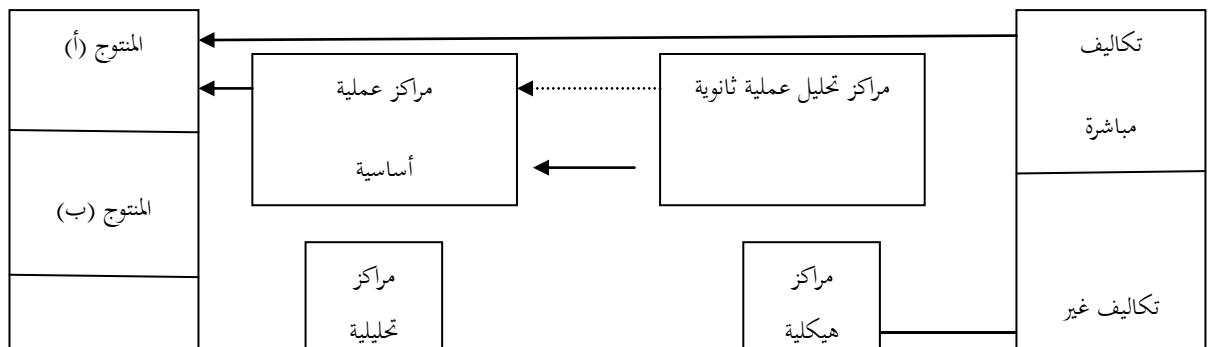 تكاليف
مباشرة
تكاليف غير
مراكز تحليل عملية ثانوية
مراكز
هيكلية
مراكز عملية
أساسية
مراكز
تحليلية
المنتوج (أ)
المنتوج (ب)